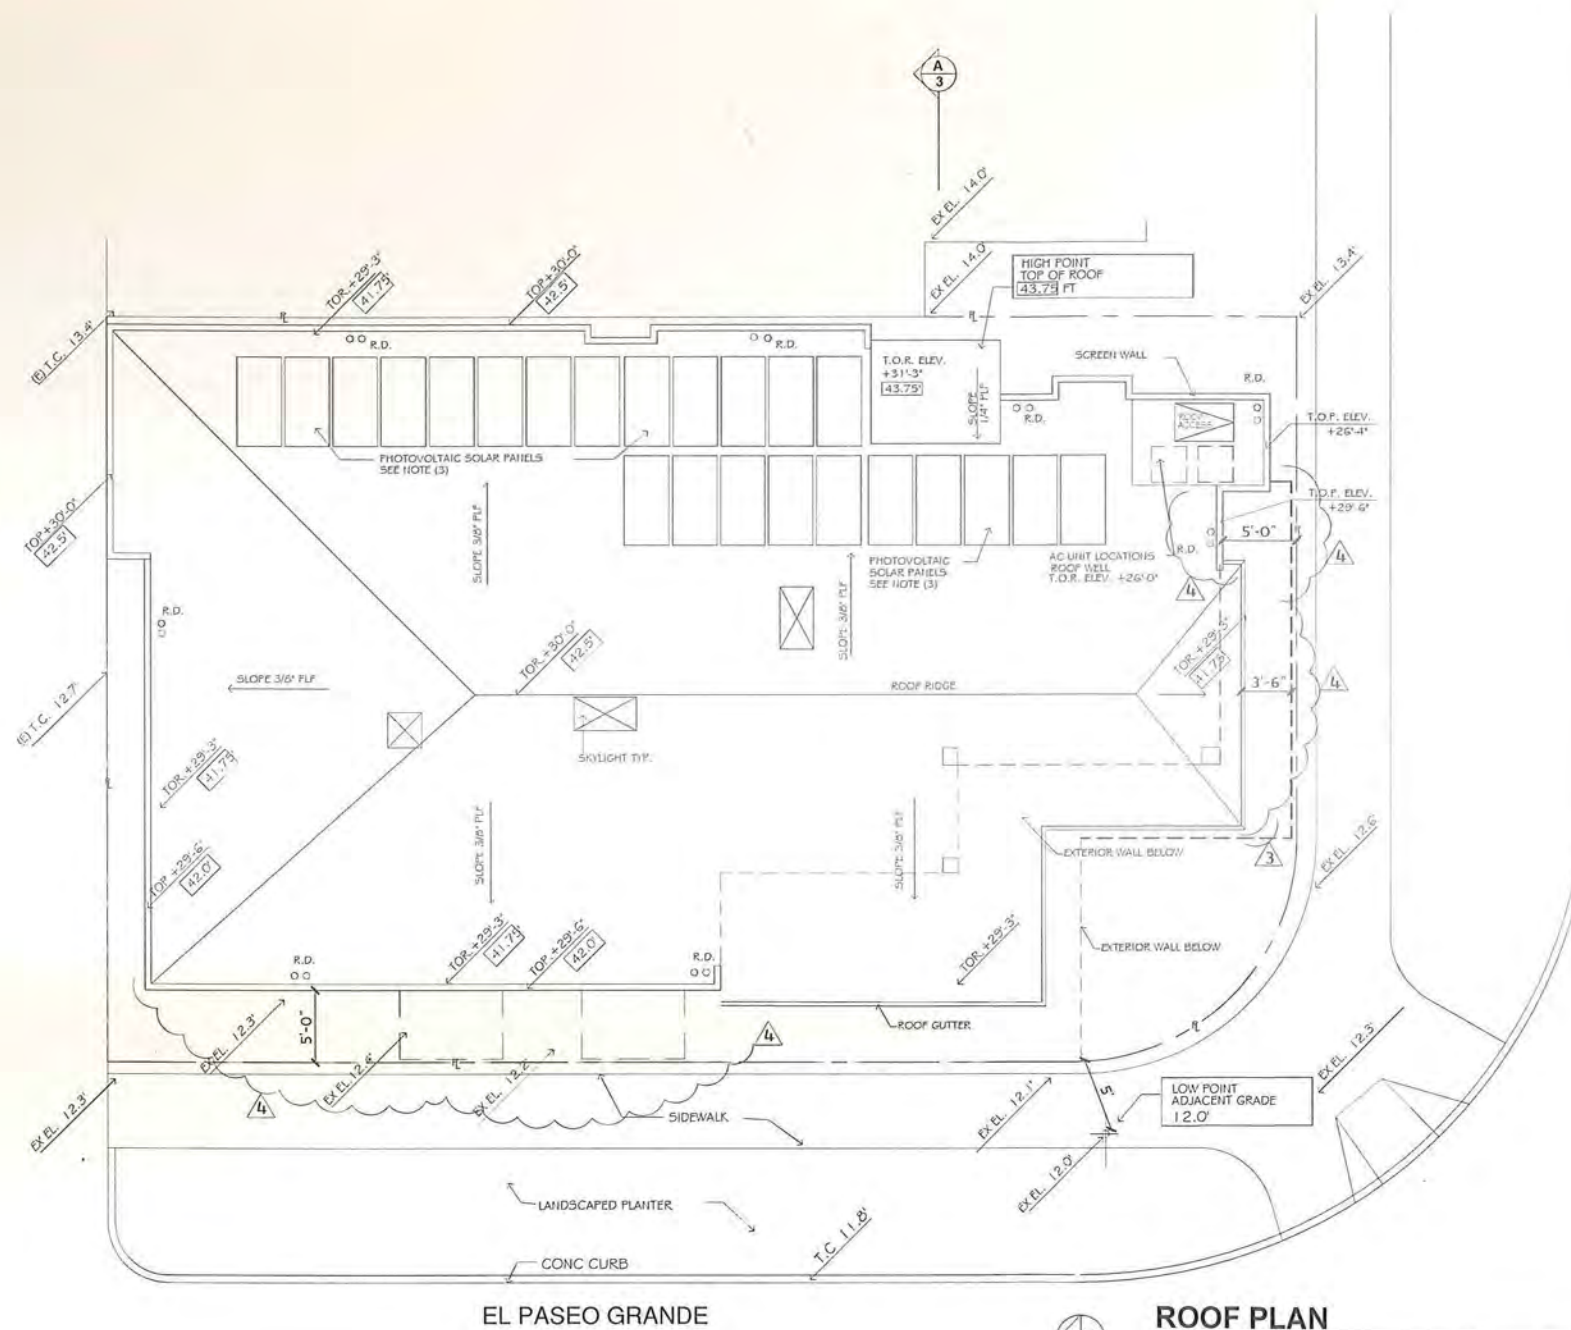 A
3
EX EL. 14.0'
EX EL. 14.0'
HIGH POINT
TOP OF ROOF
43.75 FT
EX EL. 13.4'
TOR.+29'-3"
41.75'
TOP+30'-0"
42.5'
(E) T.C. 13.4'
R.D.
R.D.
T.O.R. ELEV.
+31'-3"
43.75'
SLOPE
1/4" PLF
SCREEN WALL
R.D.
R.D.
ROOF
ACCESS
T.O.P. ELEV.
+26'-4"
PHOTOVOLTAIC SOLAR PANELS
SEE NOTE (3)
T.O.P. ELEV.
+29'-6"
5'-0"
TOP+30'-0"
42.5'
SLOPE 3/8" PLF
PHOTOVOLTAIC
SOLAR PANELS
SEE NOTE (3)
AC UNIT LOCATIONS
ROOF WELL
T.O.R. ELEV. +26'-0"
R.D.
4
4
SLOPE 3/8" PLF
R.D.
TOR.+30'-0"
42.5'
TOR.+29'-3"
41.75'
SLOPE 3/8" PLF
ROOF RIDGE
3'-6"
4
(E) T.C. 12.7'
SKYLIGHT TYP.
TOR.+29'-3"
41.75'
SLOPE 3/8" PLF
SLOPE 3/8" PLF
EXTERIOR WALL BELOW
3
EX EL. 12.6'
TOP +29'-6"
42.0'
EXTERIOR WALL BELOW
TOR.+29'-3"
41.75'
TOP.+29'-6"
42.0'
TOR.+29'-3"
R.D.
R.D.
5'-0"
ROOF GUTTER
EX EL. 12.3'
EX EL. 12.4'
EX EL. 12.2'
4
4
EX EL. 12.3'
SIDEWALK
EX EL. 12.1'
5'
LOW POINT
ADJACENT GRADE
12.0'
EX EL. 12.3'
EX EL. 12.0'
LANDSCAPED PLANTER
T.C. 11.8'
CONC CURB
EL PASEO GRANDE
ROOF PLAN